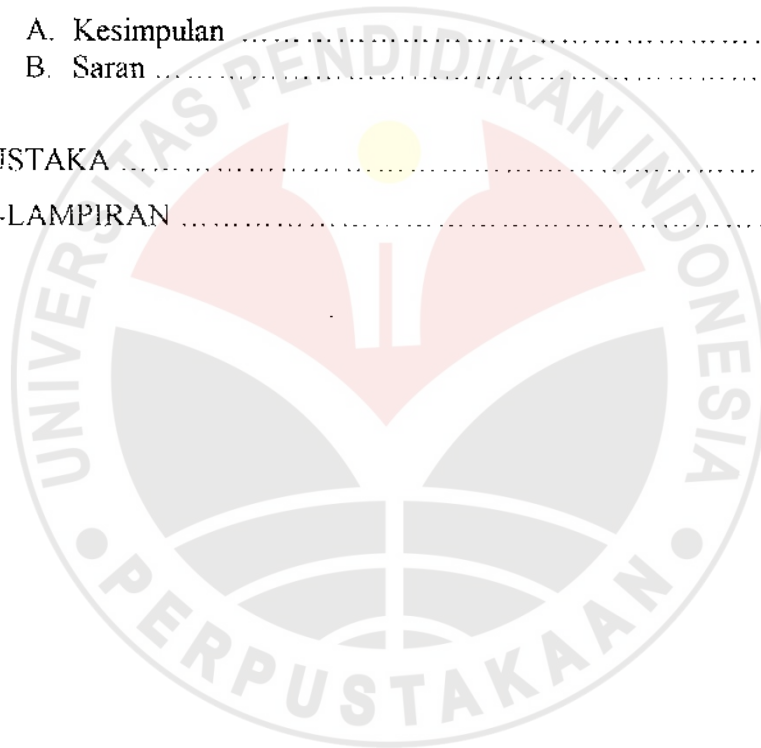 A. Kesimpulan ........................................................
B. Saran ........................................................
USTAKA ........................................................
-LAMPIRAN ........................................................
UNIVERSITAS PENDIDIKAN INDONESIA
PERPUSTAKAAN